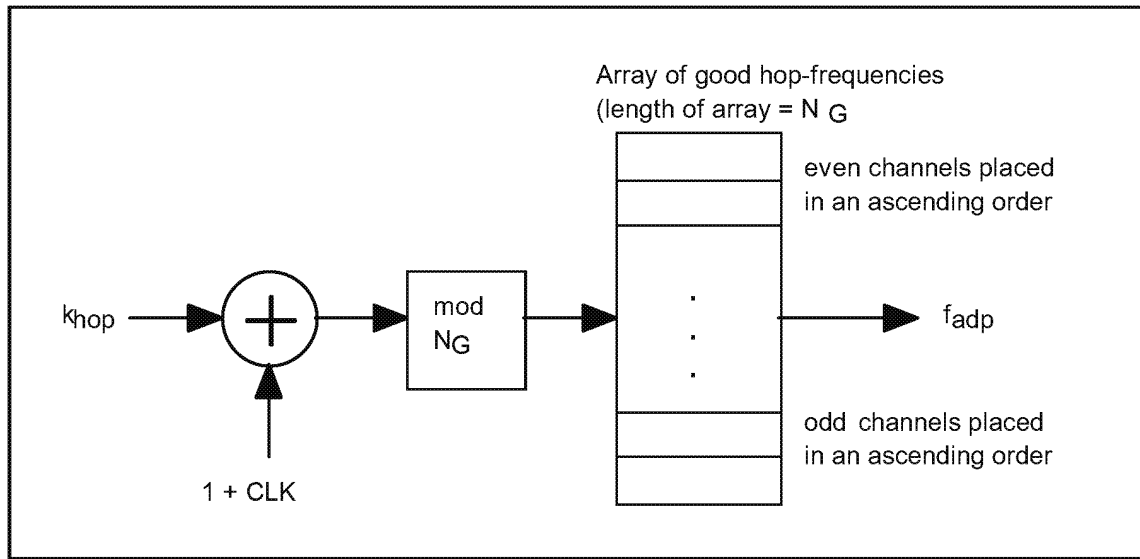 Array of good hop-frequencies
(length of array = N G
even channels placed
in an ascending order
khop
mod
NG
fadp
1 + CLK
odd channels placed
in an ascending order